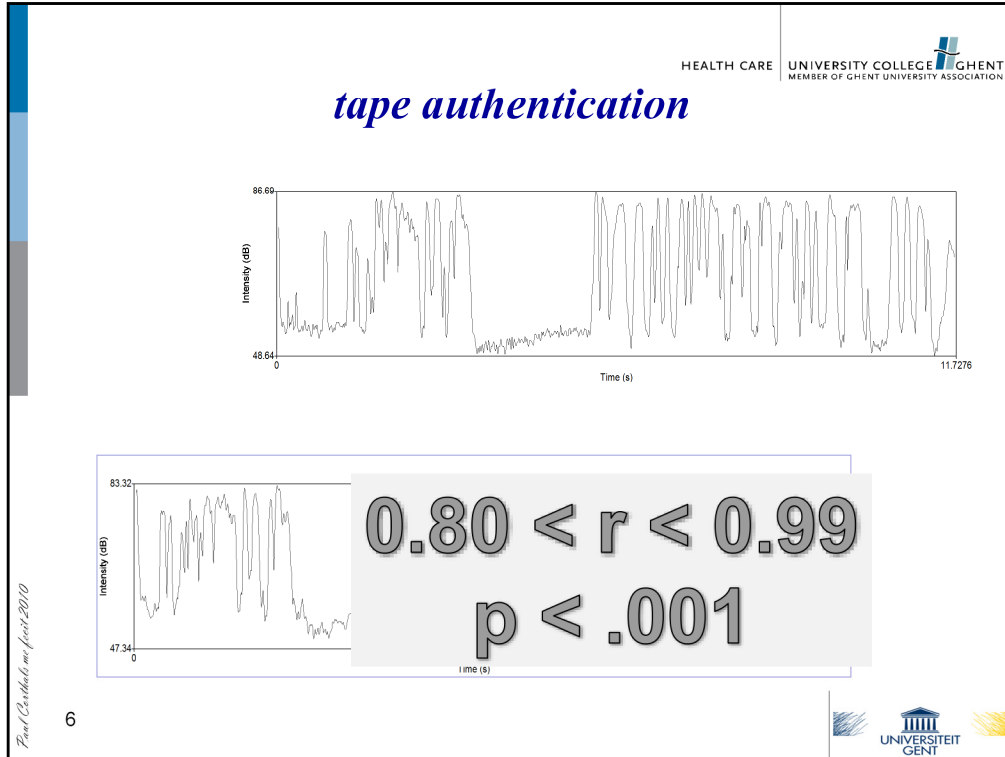 HEALTH CARE
UNIVERSITY COLLEGE GHENT
MEMBER OF GHENT UNIVERSITY ASSOCIATION
tape authentication
86.69
Intensity (dB)
48.64
0
11.7276
Time (s)
83.32
Intensity (dB)
47.34
0
Time (s)
0.80 < r < 0.99
p < .001
Paul Corthals me fecit 2010
6
UNIVERSITEIT
GENT